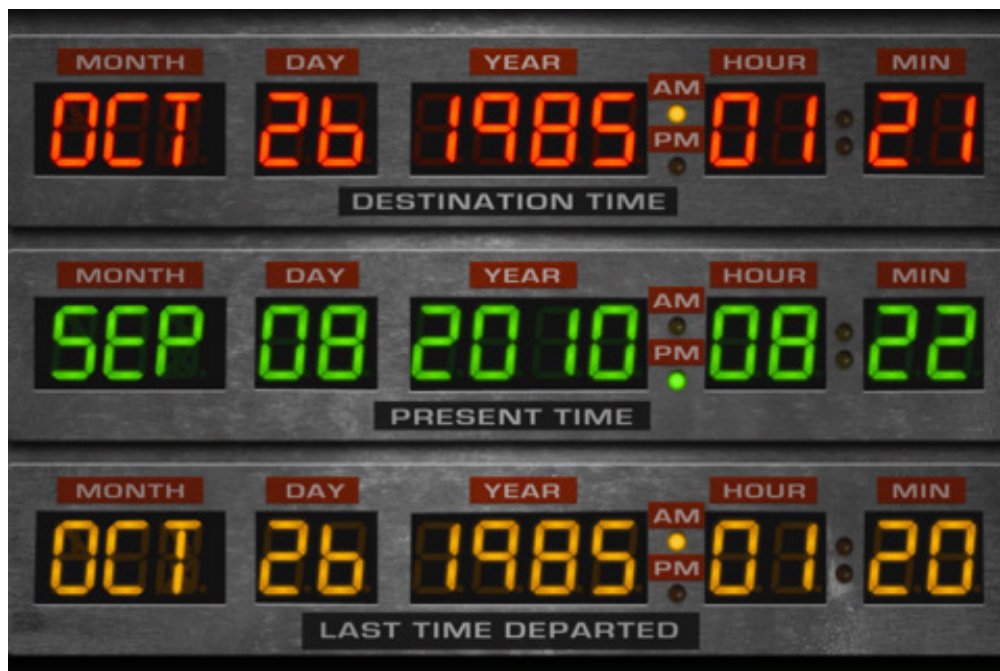 MONTH DAY YEAR HOUR MIN
OCT 26 1985 AM PM 01 21
DESTINATION TIME
MONTH DAY YEAR HOUR MIN
SEP 08 2010 AM PM 08 22
PRESENT TIME
MONTH DAY YEAR HOUR MIN
OCT 26 1985 AM PM 01 20
LAST TIME DEPARTED